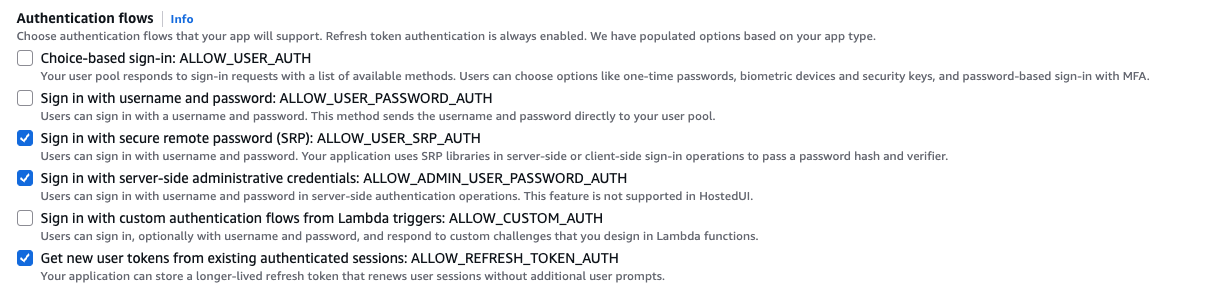 Authentication flows Info
Choose authentication flows that your app will support. Refresh token authentication is always enabled. We have populated options based on your app type.
Choice-based sign-in: ALLOW_USER_AUTH
Your user pool responds to sign-in requests with a list of available methods. Users can choose options like one-time passwords, biometric devices and security keys, and password-based sign-in with MFA.
Sign in with username and password: ALLOW_USER_PASSWORD_AUTH
Users can sign in with a username and password. This method sends the username and password directly to your user pool.
Sign in with secure remote password (SRP): ALLOW_USER_SRP_AUTH
Users can sign in with username and password. Your application uses SRP libraries in server-side or client-side sign-in operations to pass a password hash and verifier.
Sign in with server-side administrative credentials: ALLOW_ADMIN_USER_PASSWORD_AUTH
Users can sign in with username and password in server-side authentication operations. This feature is not supported in HostedUI.
Sign in with custom authentication flows from Lambda triggers: ALLOW_CUSTOM_AUTH
Users can sign in, optionally with username and password, and respond to custom challenges that you design in Lambda functions.
Get new user tokens from existing authenticated sessions: ALLOW_REFRESH_TOKEN_AUTH
Your application can store a longer-lived refresh token that renews user sessions without additional user prompts.